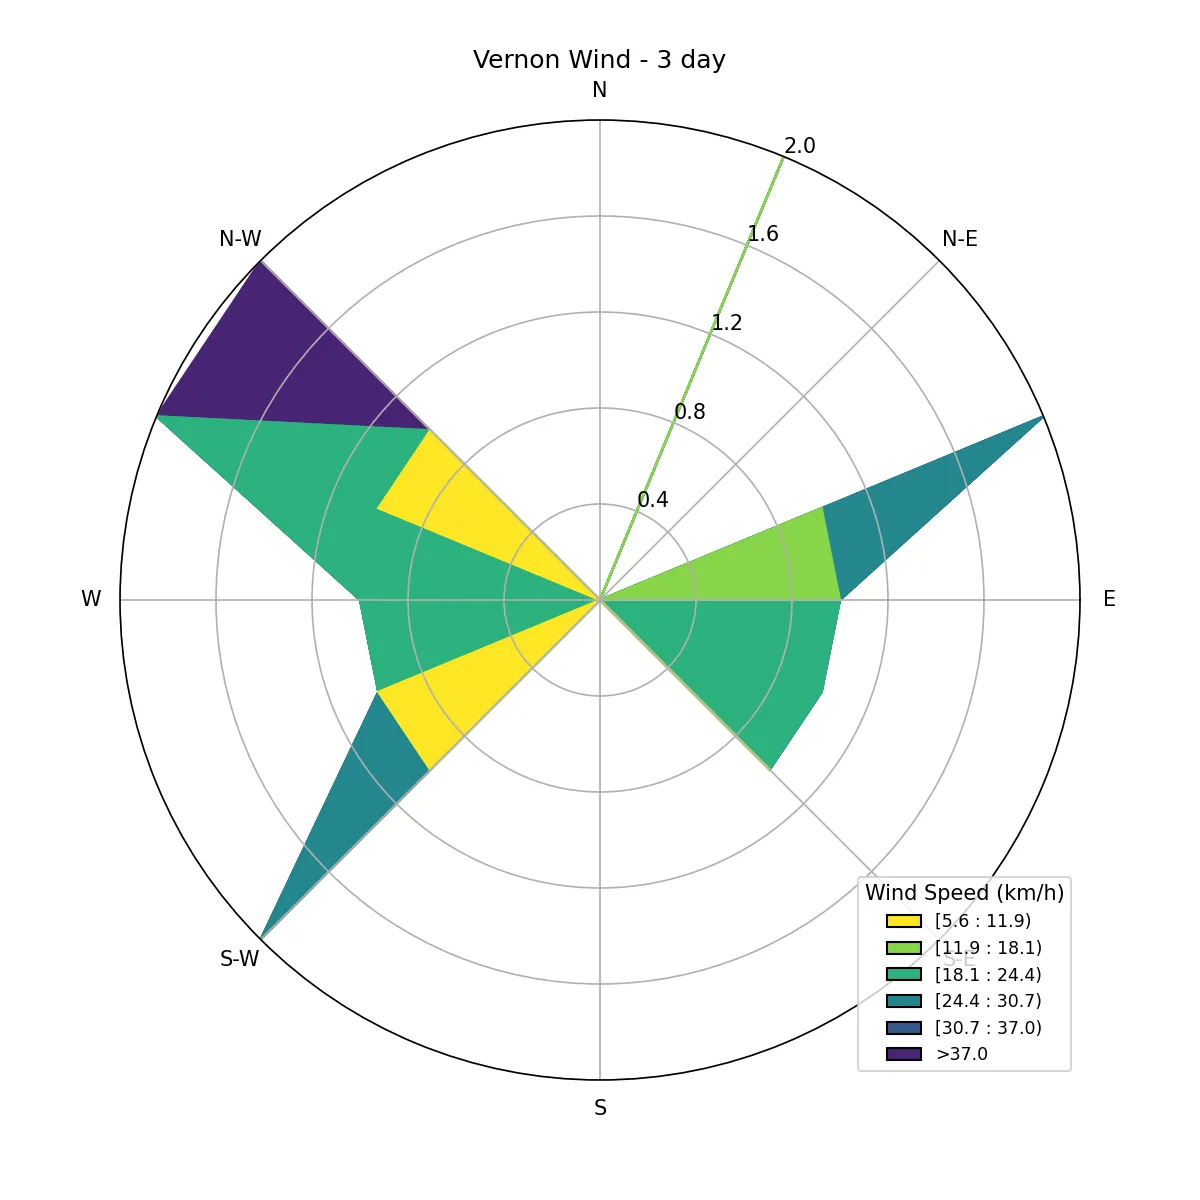 Vernon Wind - 3 day
N
2.0
N-W
1.6
N-E
1.2
0.8
0.4
W
E
S-W
S-E
Wind Speed (km/h)
[5.6 : 11.9)
[11.9 : 18.1)
[18.1 : 24.4)
[24.4 : 30.7)
[30.7 : 37.0)
>37.0
S